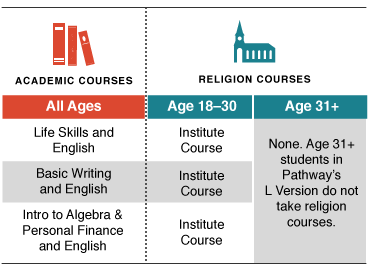 ACADEMIC COURSES
RELIGION COURSES
All Ages
Age 18–30
Age 31+
Life Skills and
English
Institute
Course
None. Age 31+
students in
Pathway's
L Version do not
take religion
courses.
Basic Writing
and English
Institute
Course
Intro to Algebra &
Personal Finance
and English
Institute
Course